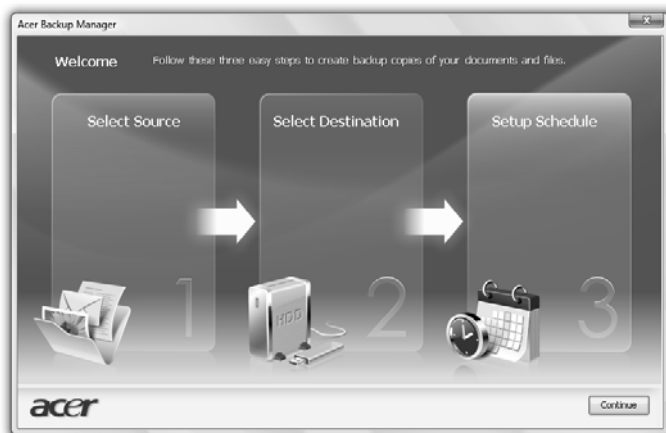 Acer Backup Manager
Welcome Follow these three easy steps to create backup copies of your documents and files.
Select Source
Select Destination
Setup Schedule
1
HDD
2
3
acer
Continue